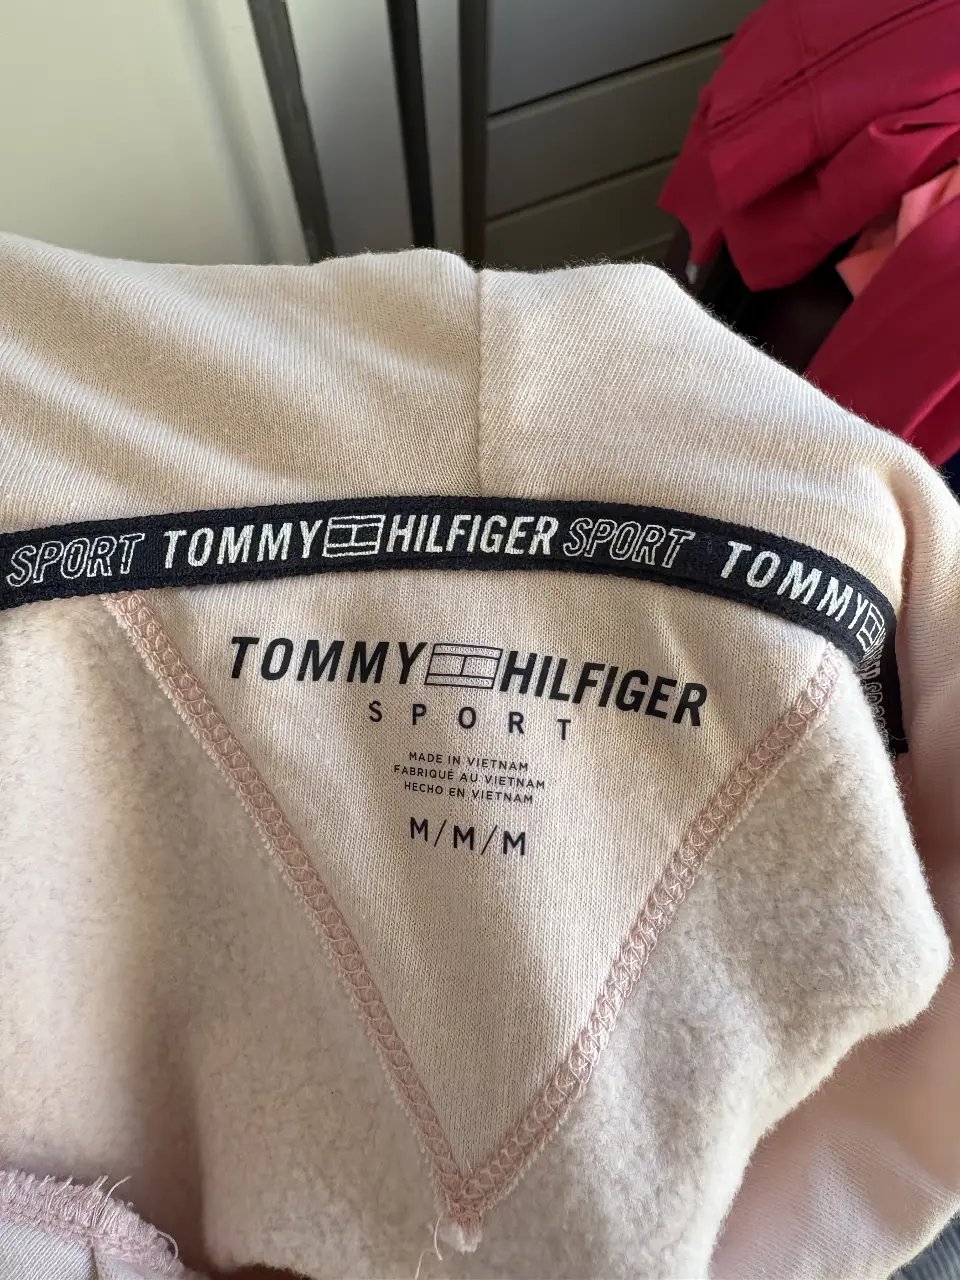 SPORT TOMMY HILFIGER SPORT TOMMY
TOMMY HILFIGER
SPORT
MADE IN VIETNAM
FABRIQUÉ AU VIETNAM
HECHO EN VIETNAM
M/M/M